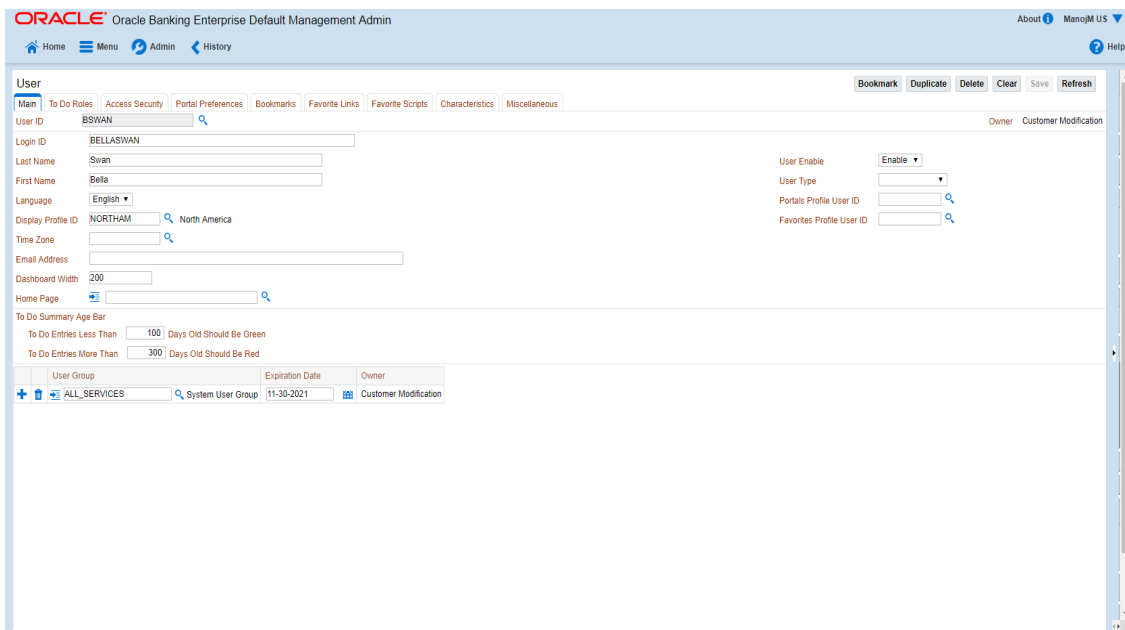 ORACLE® Oracle Banking Enterprise Default Management Admin About ManojM US
Home Menu Admin History Help
User Bookmark Duplicate Delete Clear Save Refresh
Main To Do Roles Access Security Portal Preferences Bookmarks Favorite Links Favorite Scripts Characteristics Miscellaneous
User ID BSWAN Owner Customer Modification
Login ID BELLASWAN
Last Name Swan User Enable Enable
First Name Bella User Type
Language English Portals Profile User ID
Display Profile ID NORTHAM North America Favorites Profile User ID
Time Zone
Email Address
Dashboard Width 200
Home Page
To Do Summary Age Bar
To Do Entries Less Than 100 Days Old Should Be Green
To Do Entries More Than 300 Days Old Should Be Red
User Group Expiration Date Owner
ALL_SERVICES System User Group 11-30-2021 Customer Modification